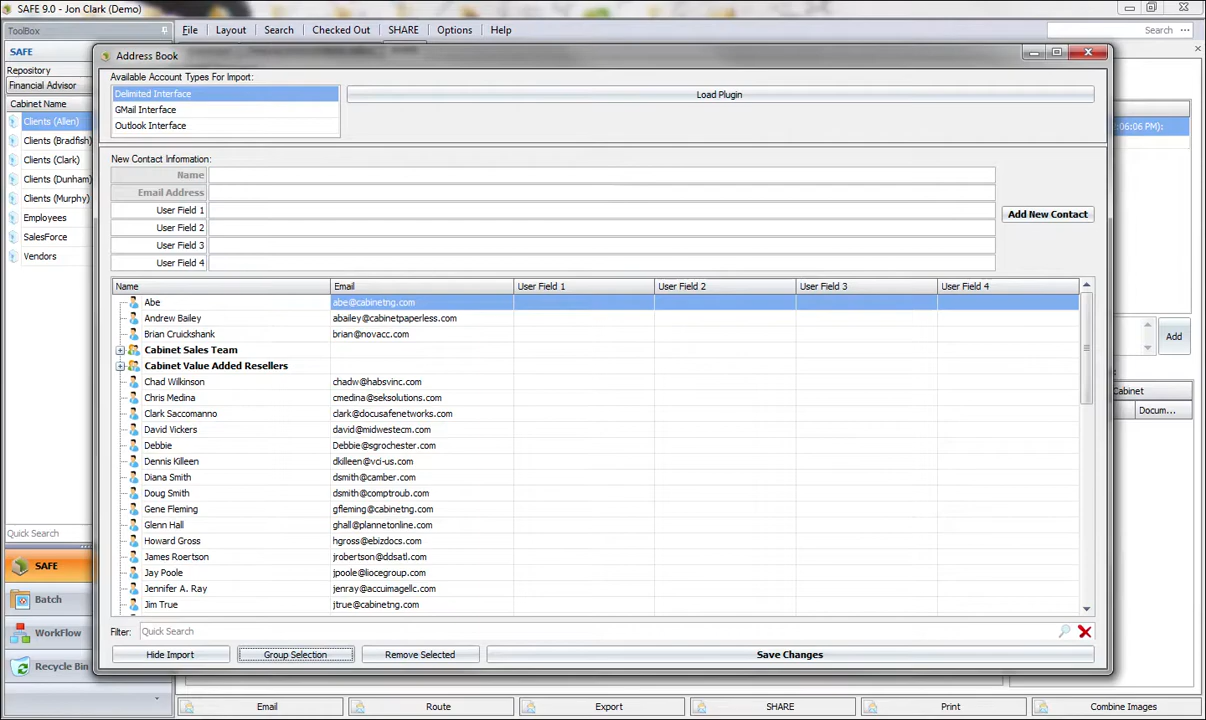 SAFE 9.0 - Jon Clark (Demo)
ToolBox
File Layout Search Checked Out SHARE Options Help
Search
SAFE
Repository
Financial Advisor
Cabinet Name
Clients (Allen)
Clients (Bradfish)
Clients (Clark)
Clients (Dunham)
Clients (Murphy)
Employees
SalesForce
Vendors
Quick Search
SAFE
Batch
WorkFlow
Recycle Bin
Address Book
Available Account Types For Import:
Delimited Interface
GMail Interface
Outlook Interface
Load Plugin
New Contact Information:
Name
Email Address
User Field 1
User Field 2
User Field 3
User Field 4
Add New Contact
Name Email User Field 1 User Field 2 User Field 3 User Field 4
Abe abe@cabinetng.com
Andrew Bailey abailey@cabinetpaperless.com
Brian Cruickshank brian@novacc.com
Cabinet Sales Team
Cabinet Value Added Resellers
Chad Wilkinson chadw@habsvinc.com
Chris Medina cmedina@seksolutions.com
Clark Saccomanno clark@docusafenetworks.com
David Vickers david@midwestecm.com
Debbie Debbie@sgrochester.com
Dennis Killeen dkilleen@vci-us.com
Diana Smith dsmith@camber.com
Doug Smith dsmith@comptroub.com
Gene Fleming gfleming@cabinetng.com
Glenn Hall ghall@plannetonline.com
Howard Gross hgross@ebizdocs.com
James Roertson jrobertson@ddsatl.com
Jay Poole jpoole@liocegroup.com
Jennifer A. Ray jenray@accuimagellc.com
Jim True jtrue@cabinetng.com
Filter: Quick Search
Hide Import Group Selection Remove Selected Save Changes
:06:06 PM):
Add
Cabinet
Docum...
Email Route Export SHARE Print Combine Images